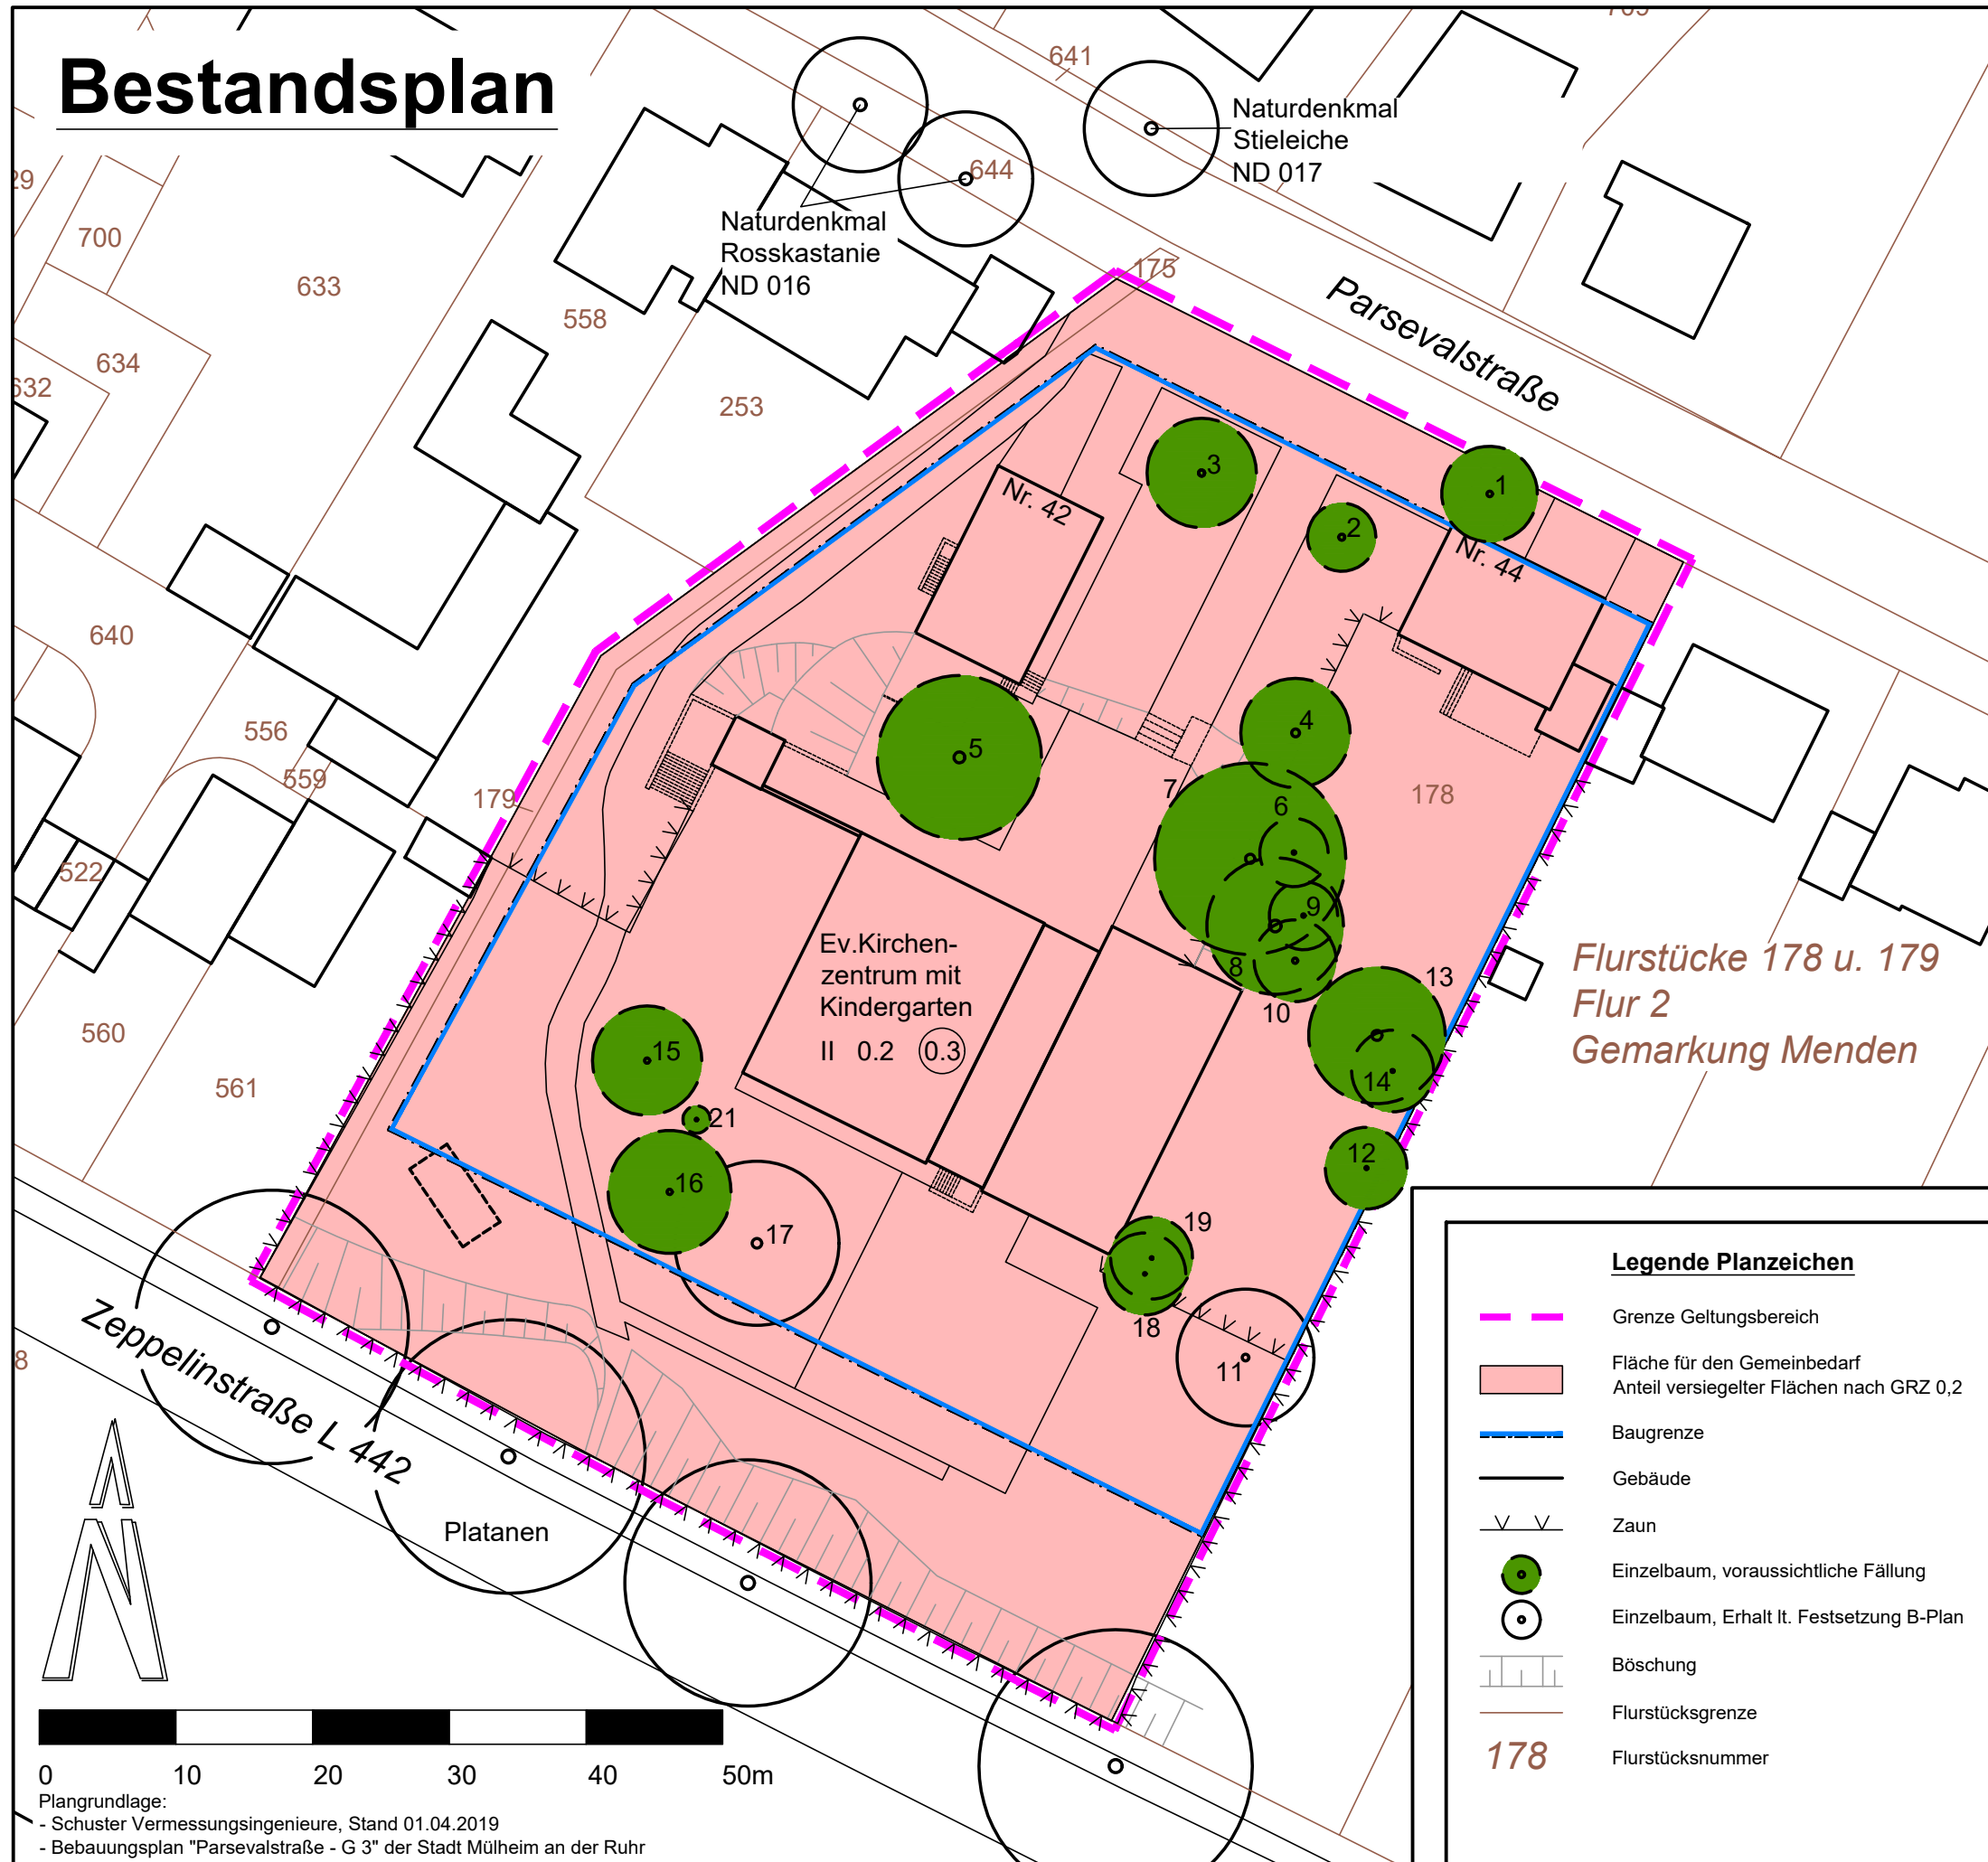 Bestandsplan
641
644
Naturdenkmal
Stieleiche
ND 017
Naturdenkmal
Rosskastanie
ND 016
29
700
633
634
632
558
253
175
Parsevalstraße
3
1
2
Nr. 42
Nr. 44
640
556
559
179
522
560
561
5
4
7
6
178
9
8
10
13
14
12
Ev.Kirchen-
zentrum mit
Kindergarten
II 0.2 0.3
Flurstücke 178 u. 179
Flur 2
Gemarkung Menden
15
21
16
17
19
18
11
Zeppelinstraße L 442
8
Platanen
N
0 10 20 30 40 50m
Plangrundlage:
- Schuster Vermessungsingenieure, Stand 01.04.2019
- Bebauungsplan "Parsevalstraße - G 3" der Stadt Mülheim an der Ruhr
Legende Planzeichen
Grenze Geltungsbereich
Fläche für den Gemeinbedarf
Anteil versiegelter Flächen nach GRZ 0,2
Baugrenze
Gebäude
Zaun
Einzelbaum, voraussichtliche Fällung
Einzelbaum, Erhalt lt. Festsetzung B-Plan
Böschung
Flurstücksgrenze
178 Flurstücksnummer